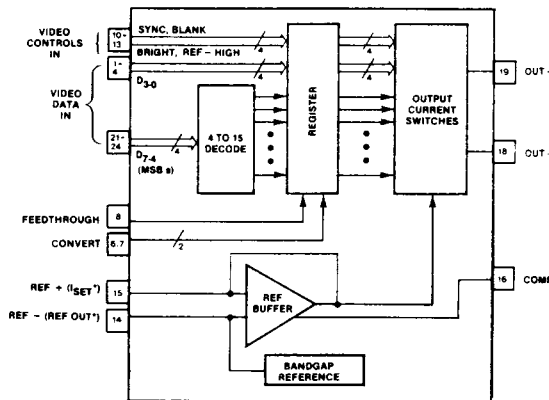 VIDEO
CONTROLS
IN
10-
13
SYNC, BLANK
BRIGHT, REF-HIGH
4
4
1-
4
D3-0
4
4
VIDEO
DATA
IN
21-
24
D7-4
(MSBs)
4
4 TO 15
DECODE
REGISTER
OUTPUT
CURRENT
SWITCHES
19
OUT-
18
OUT-
FEEDTHROUGH
8
CONVERT
6,7
2
REF + (ISET*)
15
REF - (REF OUT*)
14
REF
BUFFER
16
COMP
BANDGAP
REFERENCE